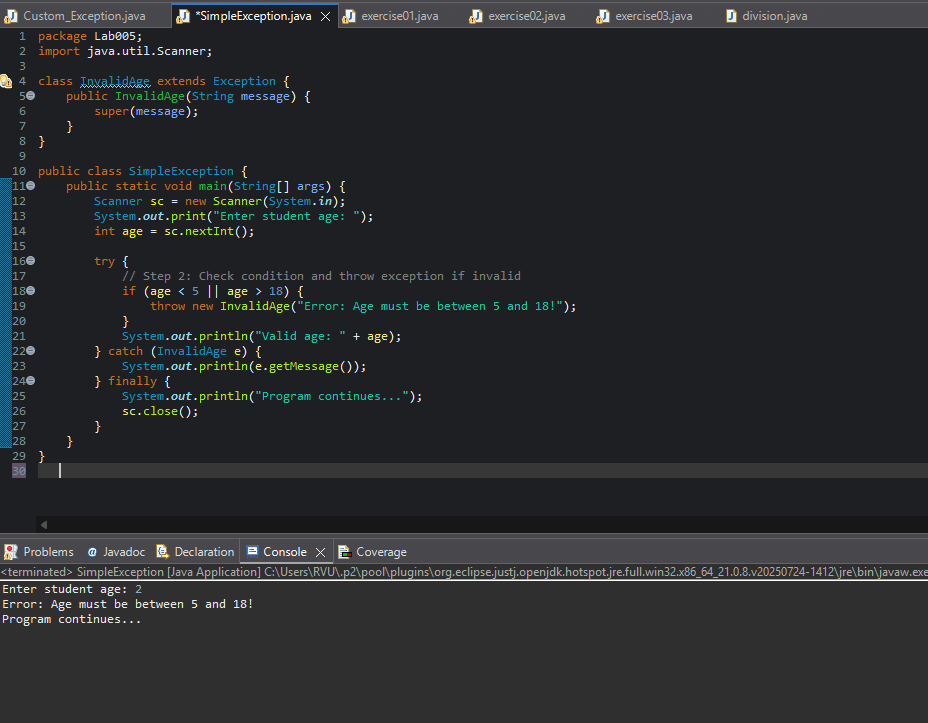 Custom_Exception.java
*SimpleException.java
exercise01.java
exercise02.java
exercise03.java
division.java
1 package Lab005;
2 import java.util.Scanner;
3
4 class InvalidAge extends Exception {
5     public InvalidAge(String message) {
6         super(message);
7     }
8 }
9
10 public class SimpleException {
11     public static void main(String[] args) {
12         Scanner sc = new Scanner(System.in);
13         System.out.print("Enter student age: ");
14         int age = sc.nextInt();
15
16         try {
17             // Step 2: Check condition and throw exception if invalid
18             if (age < 5 || age > 18) {
19                 throw new InvalidAge("Error: Age must be between 5 and 18!");
20             }
21             System.out.println("Valid age: " + age);
22         } catch (InvalidAge e) {
23             System.out.println(e.getMessage());
24         } finally {
25             System.out.println("Program continues...");
26             sc.close();
27         }
28     }
29 }
30
Problems
@ Javadoc
Declaration
Console
Coverage
<terminated> SimpleException [Java Application] C:\Users\RVU\.p2\pool\plugins\org.eclipse.justj.openjdk.hotspot.jre.full.win32.x86_64_21.0.8.v20250724-1412\jre\bin\javaw.exe
Enter student age: 2
Error: Age must be between 5 and 18!
Program continues...